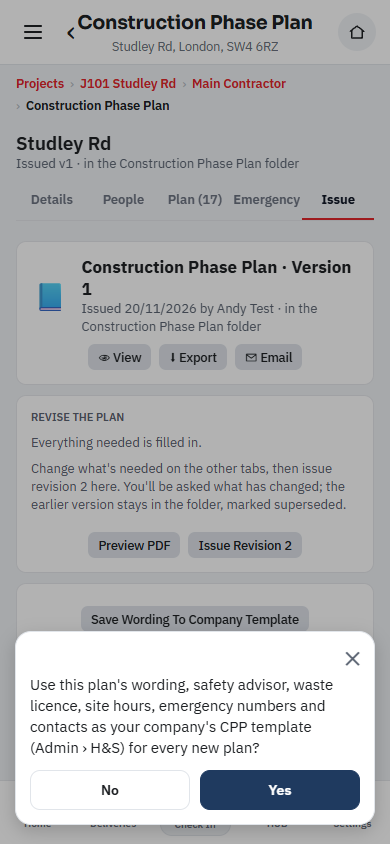 Construction Phase Plan
Studley Rd, London, SW4 6RZ
Projects › J101 Studley Rd › Main Contractor
› Construction Phase Plan
Studley Rd
Issued v1 · in the Construction Phase Plan folder
Details People Plan (17) Emergency Issue
Construction Phase Plan · Version
1
Issued 20/11/2026 by Andy Test · in the
Construction Phase Plan folder
View Export Email
REVISE THE PLAN
Everything needed is filled in.
Change what's needed on the other tabs, then issue
revision 2 here. You'll be asked what has changed; the
earlier version stays in the folder, marked superseded.
Preview PDF Issue Revision 2
Save Wording To Company Template
Use this plan's wording, safety advisor, waste
licence, site hours, emergency numbers and
contacts as your company's CPP template
(Admin › H&S) for every new plan?
No Yes
Home Deliveries Check In Settings